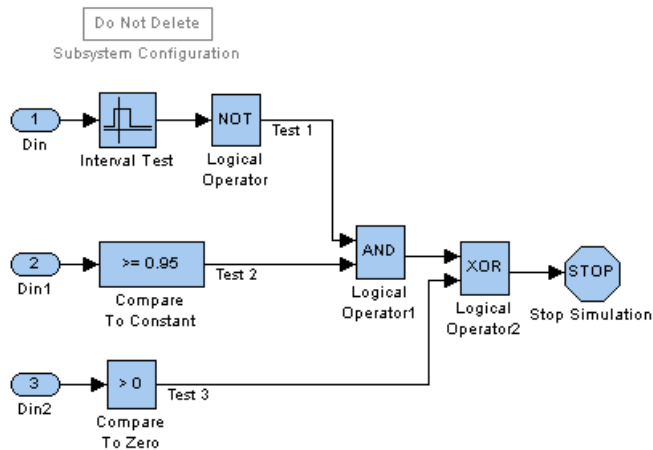 Do Not Delete
Subsystem Configuration
1
Din
Interval Test
NOT
Logical
Operator
Test 1
2
Din1
>= 0.95
Compare
To Constant
Test 2
AND
Logical
Operator1
XOR
Logical
Operator2
STOP
Stop Simulation
3
Din2
> 0
Compare
To Zero
Test 3